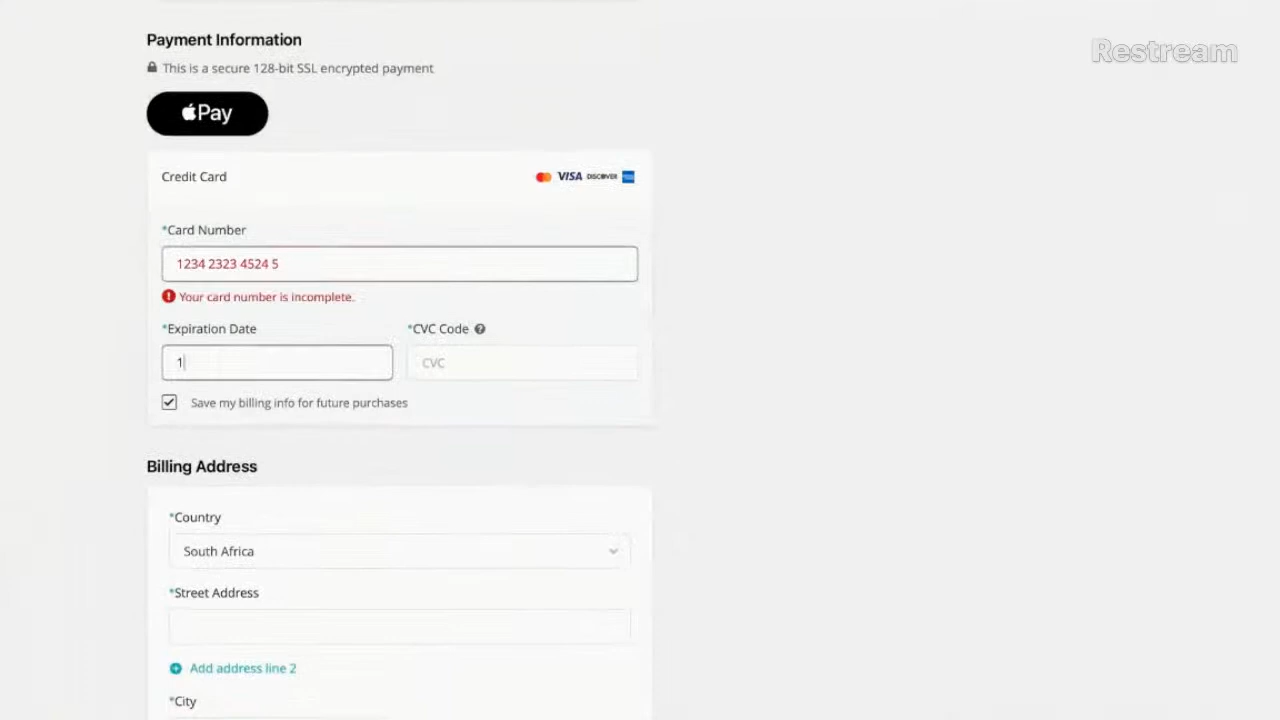 Restream
Payment Information
This is a secure 128-bit SSL encrypted payment
Pay
Credit Card
VISA DISCOVER
*Card Number
1234 2323 4524 5
Your card number is incomplete.
*Expiration Date *CVC Code
1 CVC
Save my billing info for future purchases
Billing Address
*Country
South Africa
*Street Address
Add address line 2
*City